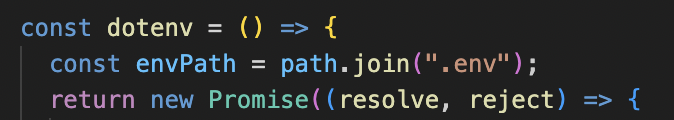 const dotenv = () => {
const envPath = path.join(".env");
return new Promise((resolve, reject) => {